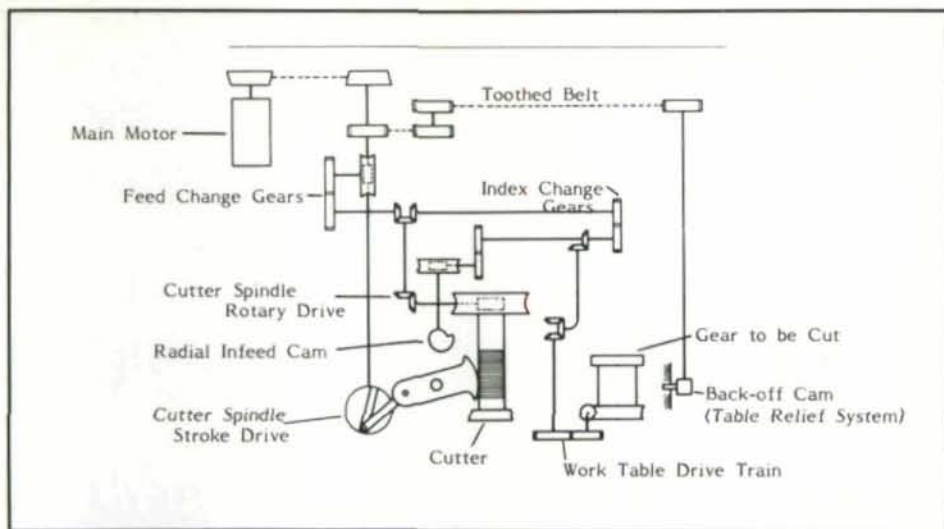 Toothed Belt
Main Motor
Index Change
Gears
Feed Change Gears
Cutter Spindle
Rotary Drive
Gear to be Cut
Radial Infeed Cam
Back-off Cam
(Table Relief System)
Cutter Spindle
Stroke Drive
Cutter
Work Table Drive Train